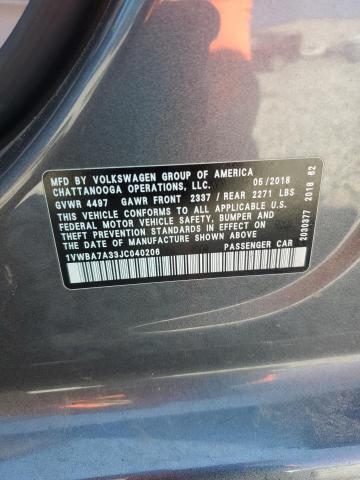 MFD BY VOLKSWAGEN GROUP OF AMERICA
CHATTANOOGA OPERATIONS, LLC. 05/2018
GVWR 4497 GAWR FRONT 2337 / REAR 2271 LBS
THIS VEHICLE CONFORMS TO ALL APPLICABLE U.S.
FEDERAL MOTOR VEHICLE SAFETY, BUMPER AND
THEFT PREVENTION STANDARDS IN EFFECT ON THE
DATE OF MANUFACTURE SHOWN ABOVE.
1VWBA7A33JC040206 PASSENGER CAR
2030377 2018 62